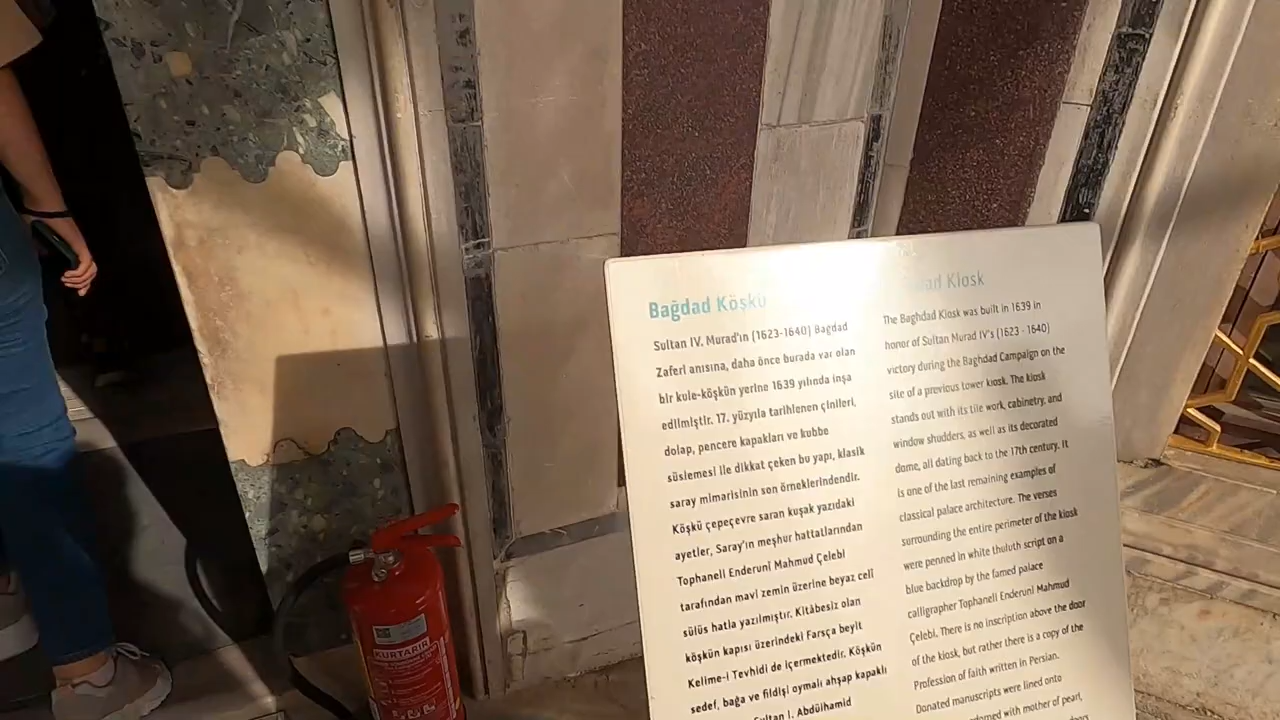 KURTARIR
Bağdad Köşkü
Sultan IV. Murad'ın (1623-1640) Bagdad
Zaferi anısına, daha önce burada var olan
bir kule-köşkün yerine 1639 yılında inşa
edilmiştir. 17. yüzyıla tarihlenen çinileri,
dolap, pencere kapakları ve kubbe
süslemesi ile dikkat çeken bu yapı, klasik
saray mimarisinin son örneklerindendir.
Köşkü çepeçevre saran kuşak yazıdaki
ayetler, Saray'ın meşhur hattatlarından
Tophaneli Enderuni Mahmud Çelebi
tarafından mavi zemin üzerine beyaz celî
sülüs hatla yazılmıştır. Kitâbesiz olan
köşkün kapısı üzerindeki Farsça beyit
Kelime-i Tevhidi de içermektedir. Köşkün
sedef, bağa ve fildişi oymalı ahşap kapaklı
Sultan I. Abdülhamid
Kiosk
The Baghdad Kiosk was built in 1639 in
honor of Sultan Murad IV's (1623 - 1640)
victory during the Baghdad Campaign on the
site of a previous tower kiosk. The kiosk
stands out with its tile work, cabinetry, and
window shudders, as well as its decorated
dome, all dating back to the 17th century. It
is one of the last remaining examples of
classical palace architecture. The verses
surrounding the entire perimeter of the kiosk
were penned in white thuluth script on a
blue backdrop by the famed palace
calligrapher Tophaneli Enderuni Mahmud
Çelebi. There is no inscription above the door
of the kiosk, but rather there is a copy of the
Profession of faith written in Persian.
Donated manuscripts were lined onto
with mother of pearl,